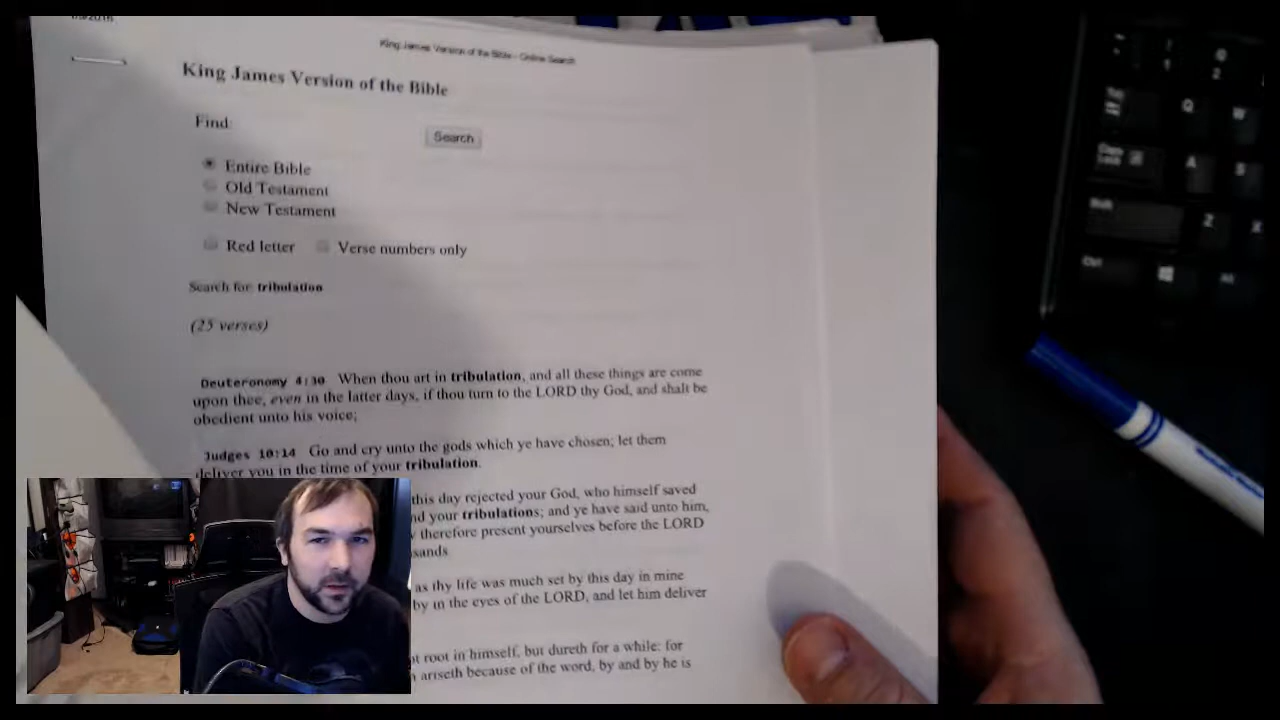 King James Version of the Bible - Online Search
King James Version of the Bible
Find:
Search
Entire Bible
Old Testament
New Testament
Red letter Verse numbers only
Search for: tribulation
(25 verses)
Deuteronomy 4:30 When thou art in tribulation, and all these things are come
upon thee, even in the latter days, if thou turn to the LORD thy God, and shalt be
obedient unto his voice;
Judges 10:14 Go and cry unto the gods which ye have chosen; let them
deliver you in the time of your tribulation.
this day rejected your God, who himself saved
your tribulations; and ye have said unto him,
therefore present yourselves before the LORD
as thy life was much set by this day in mine
by in the eyes of the LORD, and let him deliver
root in himself, but dureth for a while: for
ariseth because of the word, by and by he is
Q W
A S
Z X
Ctrl